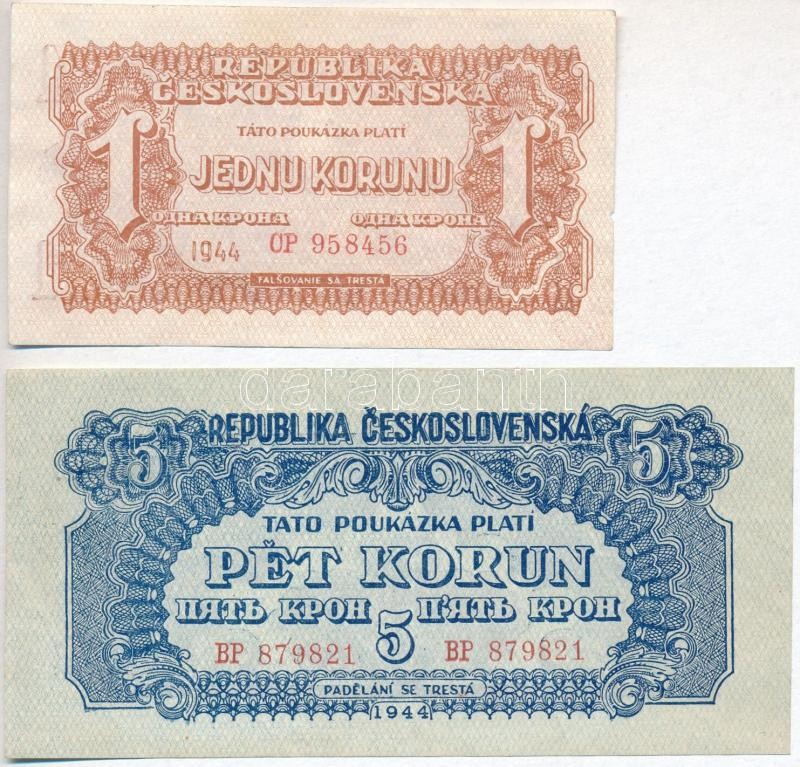 REPUBLIKA
ČESKOSLOVENSKÁ
TÁTO POUKÁZKA PLATÍ
1 JEDNU KORUNU 1
ОДНА КРОНА ОДНА КРОНА
1944 OP 958456
FALŠOVANIE SA TRESTÁ
darabanth
5 REPUBLIKA ČESKOSLOVENSKÁ 5
TATO POUKÁZKA PLATÍ
PĚT KORUN
ПЯТЬ КРОН 5 П'ЯТЬ КРОН
BP 879821 BP 879821
PADĚLÁNÍ SE TRESTÁ
1944